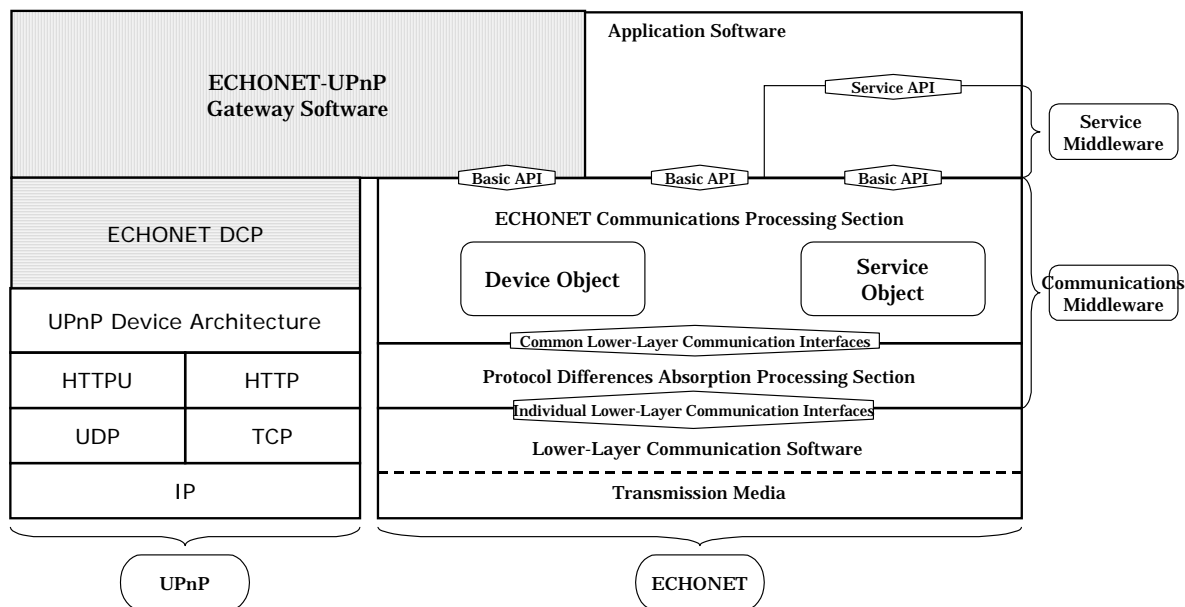 Application Software
ECHONET-UPnP
Gateway Software
Service API
Service
Middleware
Basic API
Basic API
Basic API
ECHONET DCP
ECHONET Communications Processing Section
Device Object
Service
Object
Communications
Middleware
UPnP Device Architecture
Common Lower-Layer Communication Interfaces
HTTPU
HTTP
Protocol Differences Absorption Processing Section
Individual Lower-Layer Communication Interfaces
UDP
TCP
Lower-Layer Communication Software
IP
Transmission Media
UPnP
ECHONET